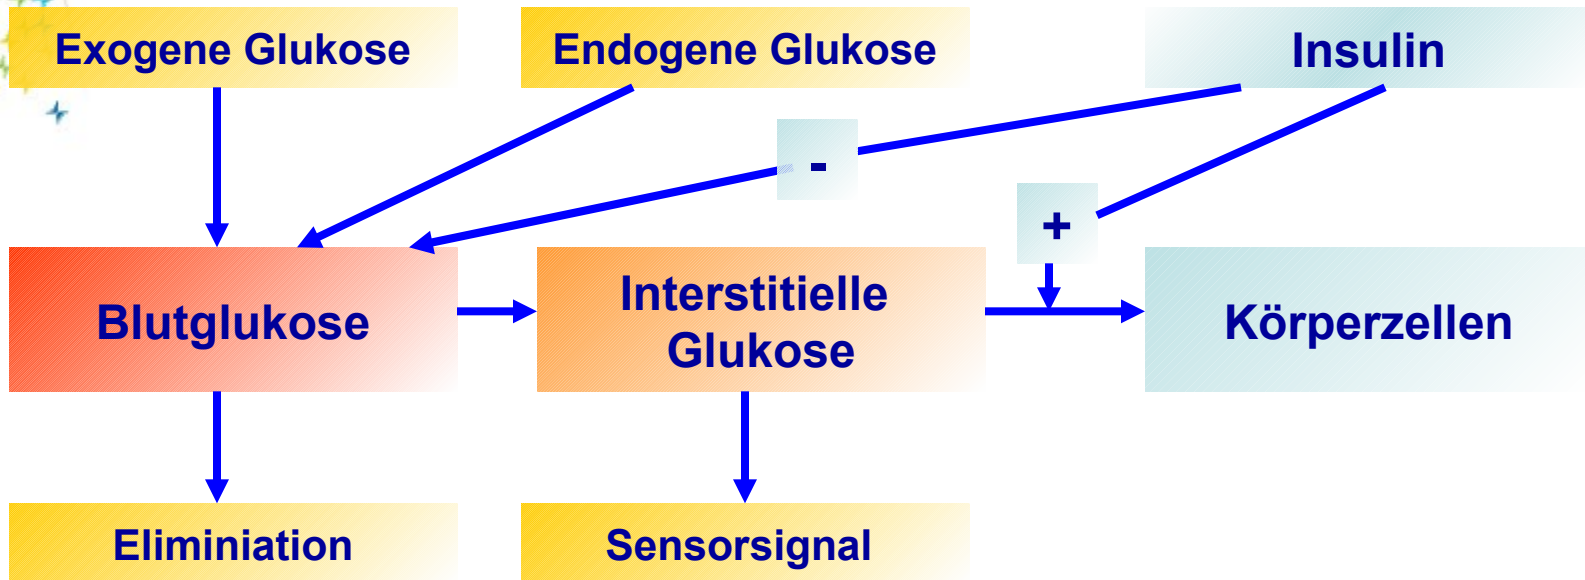 Exogene Glukose
Endogene Glukose
Insulin
-
+
Blutglukose
Interstitielle
Glukose
Körperzellen
Eliminiation
Sensorsignal